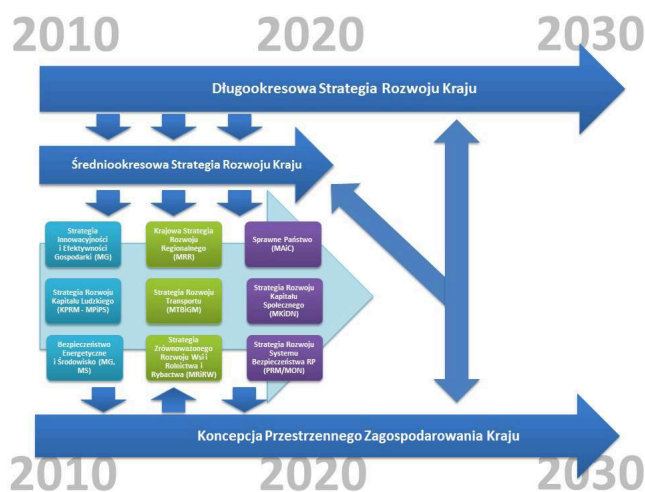 2010 2020 2030
Długookresowa Strategia Rozwoju Kraju
Średniookresowa Strategia Rozwoju Kraju
Strategia
Innowacyjności
i Efektywności
Gospodarki (MG)
Krajowa Strategia
Rozwoju
Regionalnego
(MRR)
Sprawne Państwo
(MAiC)
Strategia Rozwoju
Kapitału Ludzkiego
(KPRM - MPiPS)
Strategia Rozwoju
Transportu
(MTBiGM)
Strategia Rozwoju
Kapitału
Społecznego
(MKiDN)
Bezpieczeństwo
Energetyczne
i Środowisko (MG,
MS)
Strategia
Zrównoważonego
Rozwoju Wsi i
Rolnictwa i
Rybactwa (MRiRW)
Strategia Rozwoju
Systemu
Bezpieczeństwa RP
(PRM/MON)
Koncepcja Przestrzennego Zagospodarowania Kraju
2010 2020 2030